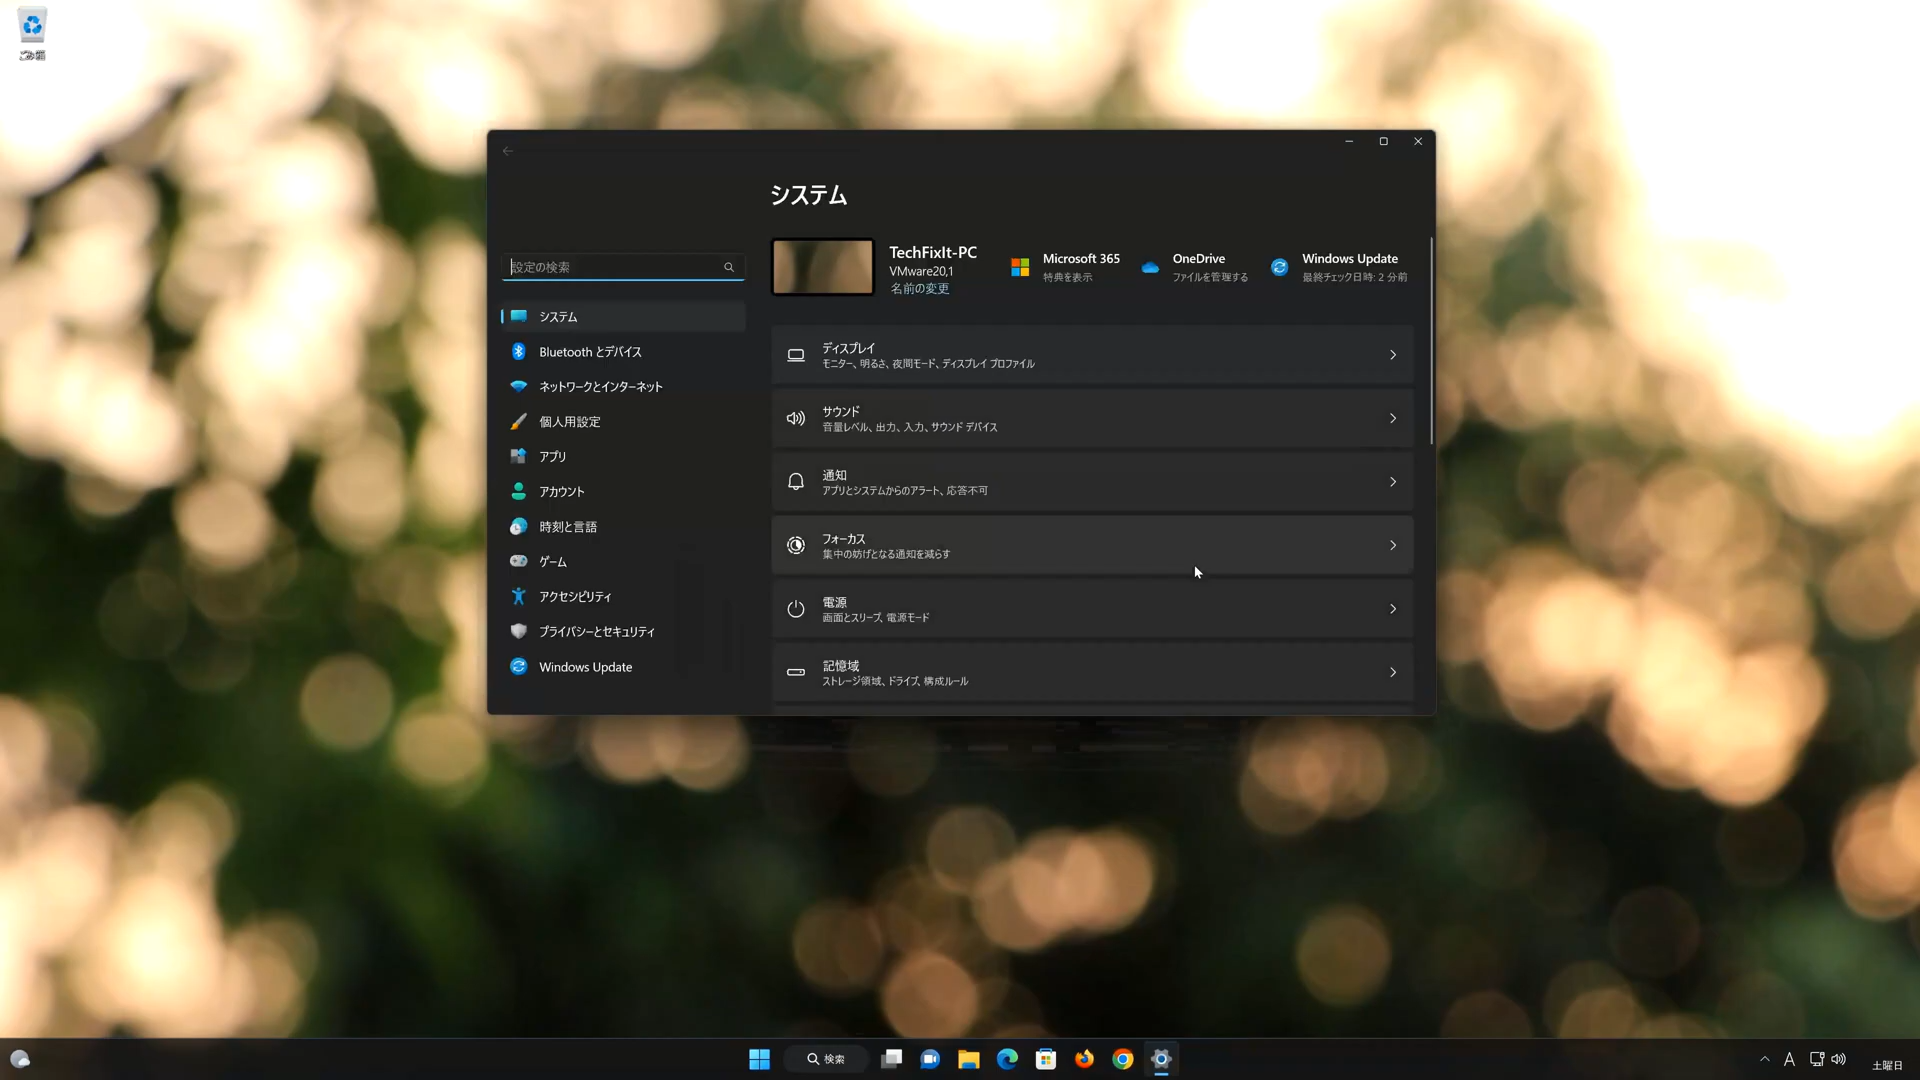 ごみ箱
システム
設定の検索
システム
Bluetooth とデバイス
ネットワークとインターネット
個人用設定
アプリ
アカウント
時刻と言語
ゲーム
アクセシビリティ
プライバシーとセキュリティ
Windows Update
TechFixIt-PC
VMware20,1
名前の変更
Microsoft 365
特典を表示
OneDrive
ファイルを管理する
Windows Update
最終チェック日時: 2 分前
ディスプレイ
モニター、明るさ、夜間モード、ディスプレイ プロファイル
サウンド
音量レベル、出力、入力、サウンド デバイス
通知
アプリとシステムからのアラート、応答不可
フォーカス
集中の妨げとなる通知を減らす
電源
画面とスリープ、電源モード
記憶域
ストレージ領域、ドライブ、構成ルール
検索
A
土曜日